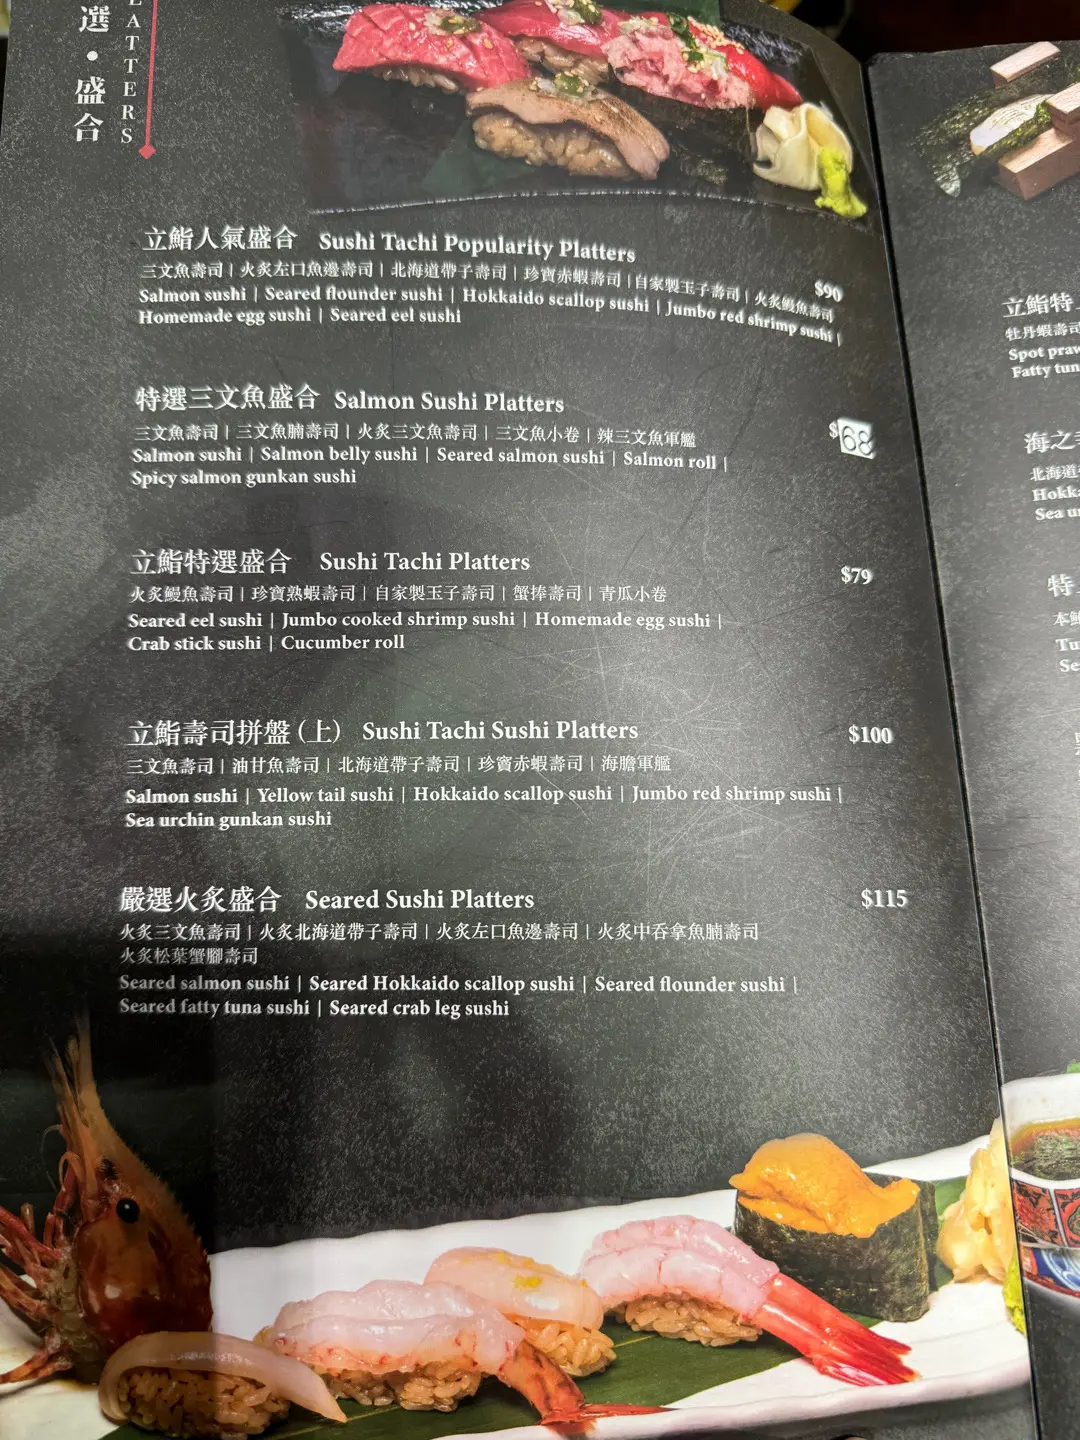 選・盛合
PLATTERS
立鮨人氣盛合 Sushi Tachi Popularity Platters
三文魚壽司 | 火炙左口魚邊壽司 | 北海道帶子壽司 | 珍寶赤蝦壽司 | 自家製玉子壽司 | 火炙鰻魚壽司
$90
Salmon sushi | Seared flounder sushi | Hokkaido scallop sushi | Jumbo red shrimp sushi |
Homemade egg sushi | Seared eel sushi
特選三文魚盛合 Salmon Sushi Platters
三文魚壽司 | 三文魚腩壽司 | 火炙三文魚壽司 | 三文魚小卷 | 辣三文魚軍艦
$68
Salmon sushi | Salmon belly sushi | Seared salmon sushi | Salmon roll |
Spicy salmon gunkan sushi
立鮨特選盛合 Sushi Tachi Platters
$79
火炙鰻魚壽司 | 珍寶熟蝦壽司 | 自家製玉子壽司 | 蟹捧壽司 | 青瓜小卷
Seared eel sushi | Jumbo cooked shrimp sushi | Homemade egg sushi |
Crab stick sushi | Cucumber roll
立鮨壽司拼盤(上) Sushi Tachi Sushi Platters $100
三文魚壽司 | 油甘魚壽司 | 北海道帶子壽司 | 珍寶赤蝦壽司 | 海膽軍艦
Salmon sushi | Yellow tail sushi | Hokkaido scallop sushi | Jumbo red shrimp sushi |
Sea urchin gunkan sushi
嚴選火炙盛合 Seared Sushi Platters $115
火炙三文魚壽司 | 火炙北海道帶子壽司 | 火炙左口魚邊壽司 | 火炙中吞拿魚腩壽司
火炙松葉蟹腳壽司
Seared salmon sushi | Seared Hokkaido scallop sushi | Seared flounder sushi |
Seared fatty tuna sushi | Seared crab leg sushi
立鮨特
牡丹蝦壽司
Spot praw
Fatty tun
海之
北海道
Hokka
Sea ur
特
本鮪
Tu
Se